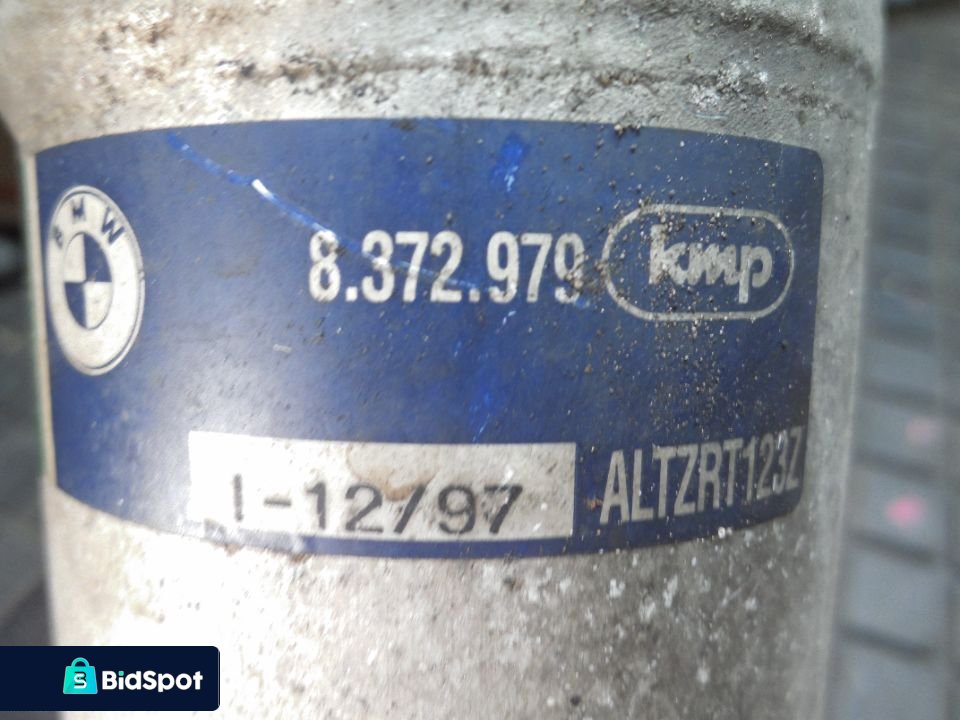 BMW
8.372.979 kmp
I-12/97 ALTZRT123Z
BidSpot